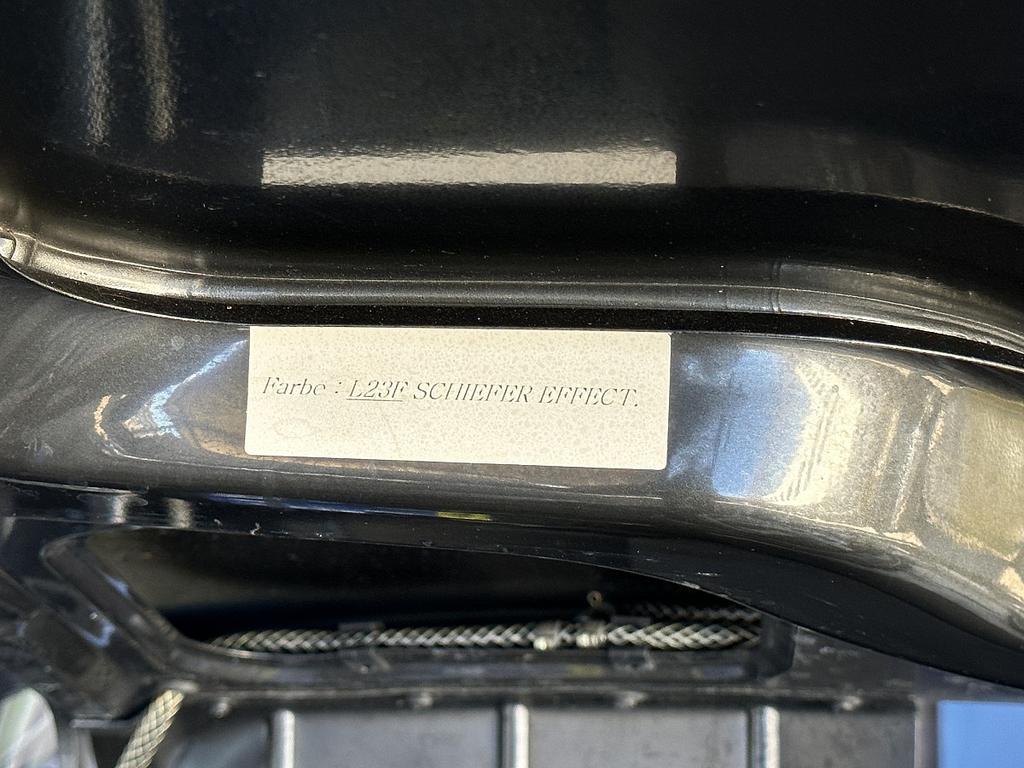 Farbe : L23F SCHIEFER EFFECT.